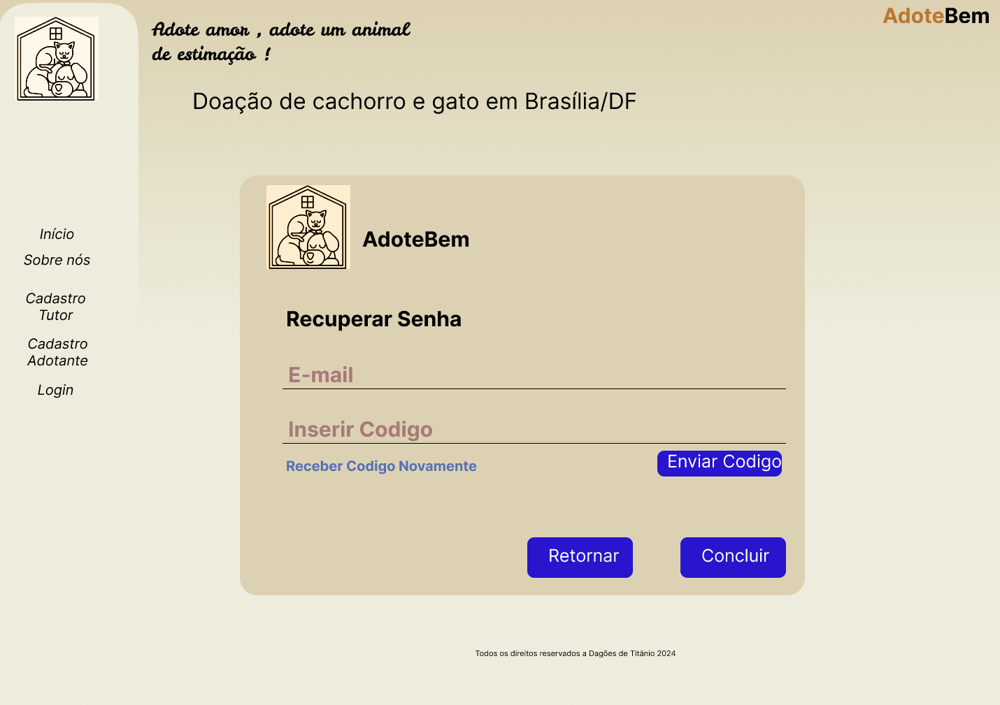 Adote amor , adote um animal
de estimação !
AdoteBem
Doação de cachorro e gato em Brasília/DF
Início
Sobre nós
Cadastro
Tutor
Cadastro
Adotante
Login
AdoteBem
Recuperar Senha
E-mail
Inserir Codigo
Receber Codigo Novamente
Enviar Codigo
Retornar
Concluir
Todos os direitos reservados a Dagões de Titânio 2024